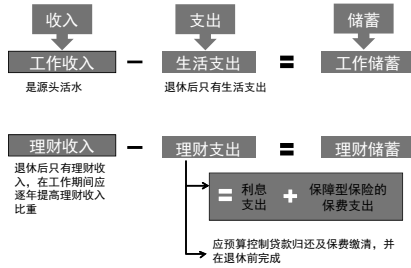 收入 支出 储蓄
工作收入 － 生活支出 ＝ 工作储蓄
是源头活水 退休后只有生活支出
理财收入 － 理财支出 ＝ 理财储蓄
退休后只有理财收
入，在工作期间应
逐年提高理财收入
比重
＝ 利息 ＋ 保障型保险的
支出 保费支出
应预算控制贷款归还及保费缴清，并
在退休前完成